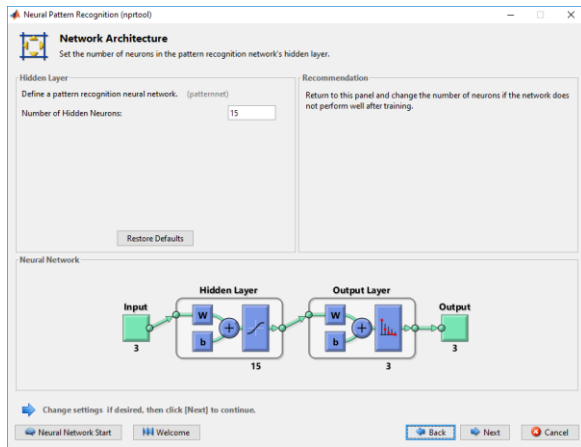 Neural Pattern Recognition (nprtool)
Network Architecture
Set the number of neurons in the pattern recognition network's hidden layer.
Hidden Layer
Define a pattern recognition neural network. (patternnet)
Number of Hidden Neurons: 15
Restore Defaults
Recommendation
Return to this panel and change the number of neurons if the network does
not perform well after training.
Neural Network
Hidden Layer Output Layer
Input Output
W W
b b
3 15 3 3
Change settings if desired, then click [Next] to continue.
Neural Network Start Welcome Back Next Cancel